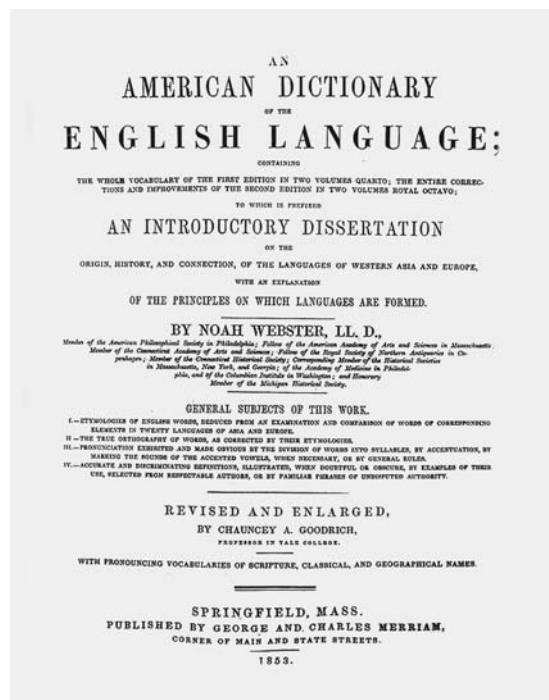 AN
AMERICAN DICTIONARY
OF THE
ENGLISH LANGUAGE;
CONTAINING
THE WHOLE VOCABULARY OF THE FIRST EDITION IN TWO VOLUMES QUARTO; THE ENTIRE CORREC-
TIONS AND IMPROVEMENTS OF THE SECOND EDITION IN TWO VOLUMES ROYAL OCTAVO;
TO WHICH IS PREFIXED
AN INTRODUCTORY DISSERTATION
ON THE
ORIGIN, HISTORY, AND CONNECTION, OF THE LANGUAGES OF WESTERN ASIA AND EUROPE,
WITH AN EXPLANATION
OF THE PRINCIPLES ON WHICH LANGUAGES ARE FORMED.
BY NOAH WEBSTER, LL. D.,
Member of the American Philosophical Society in Philadelphia; Fellow of the American Academy of Arts and Sciences in Massachusetts;
Member of the Connecticut Academy of Arts and Sciences; Fellow of the Royal Society of Northern Antiquaries in Co-
penhagen; Member of the Connecticut Historical Society; Corresponding Member of the Historical Societies
in Massachusetts, New York, and Georgia; of the Academy of Medicine in Philadel-
phia, and of the Columbian Institute in Washington; and Honorary
Member of the Michigan Historical Society.
GENERAL SUBJECTS OF THIS WORK.
I.—ETYMOLOGIES OF ENGLISH WORDS, DEDUCED FROM AN EXAMINATION AND COMPARISON OF WORDS OF CORRESPONDING
ELEMENTS IN TWENTY LANGUAGES OF ASIA AND EUROPE.
II—THE TRUE ORTHOGRAPHY OF WORDS, AS CORRECTED BY THEIR ETYMOLOGIES.
III.—PRONUNCIATION EXHIBITED AND MADE OBVIOUS BY THE DIVISION OF WORDS INTO SYLLABLES, BY ACCENTUATION, BY
MARKING THE SOUNDS OF THE ACCENTED VOWELS, WHEN NECESSARY, OR BY GENERAL RULES.
IV.—ACCURATE AND DISCRIMINATING DEFINITIONS, ILLUSTRATED, WHEN DOUBTFUL OR OBSCURE, BY EXAMPLES OF THEIR
USE, SELECTED FROM RESPECTABLE AUTHORS, OR BY FAMILIAR PHRASES OF UNDISPUTED AUTHORITY.
REVISED AND ENLARGED,
BY CHAUNCEY A. GOODRICH,
PROFESSOR IN YALE COLLEGE.
WITH PRONOUNCING VOCABULARIES OF SCRIPTURE, CLASSICAL, AND GEOGRAPHICAL NAMES.
SPRINGFIELD, MASS.
PUBLISHED BY GEORGE AND CHARLES MERRIAM,
CORNER OF MAIN AND STATE STREETS.
1853.